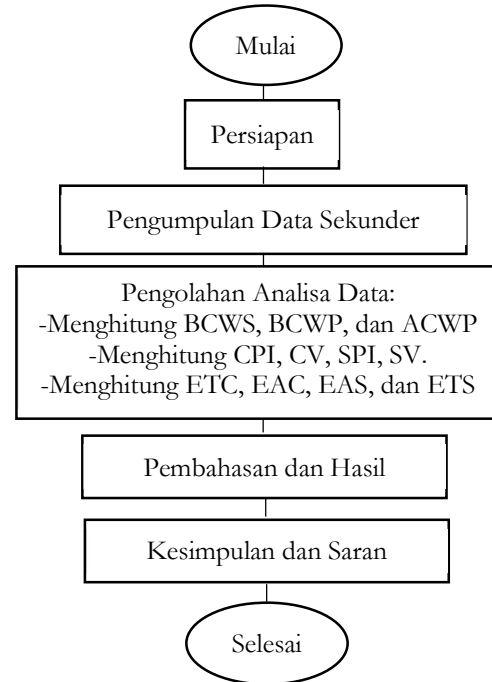 Mulai
Persiapan
Pengumpulan Data Sekunder
Pengolahan Analisa Data:
-Menghitung BCWS, BCWP, dan ACWP
-Menghitung CPI, CV, SPI, SV.
-Menghitung ETC, EAC, EAS, dan ETS
Pembahasan dan Hasil
Kesimpulan dan Saran
Selesai